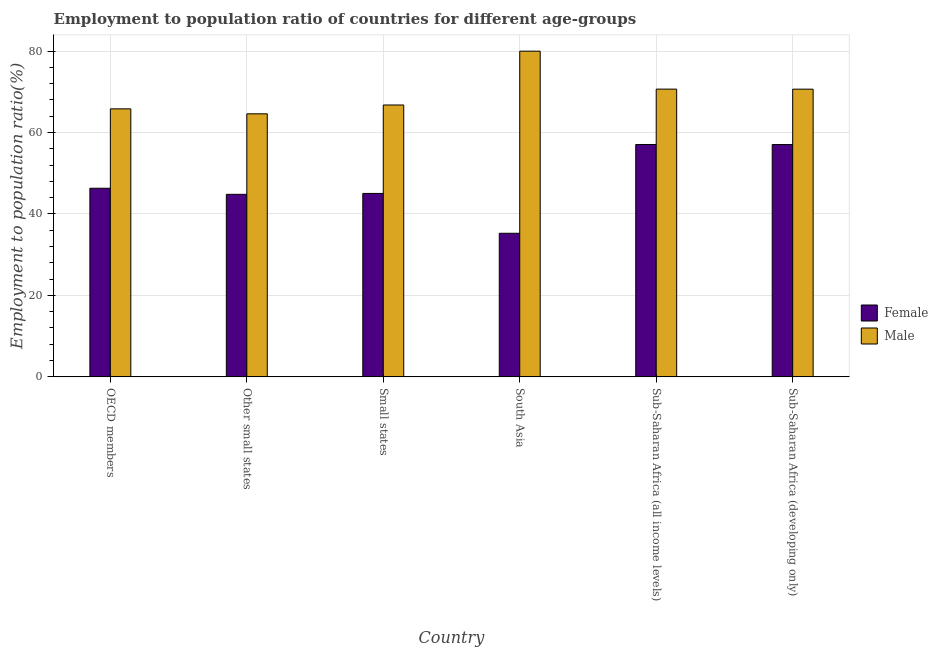 Employment to population ratio of countries for different age-groups
Employment to population ratio(%)
80
60
40
20
0
OECD members
Other small states
Small states
South Asia
Sub-Saharan Africa (all income levels)
Sub-Saharan Africa (developing only)
Country
Female
Male